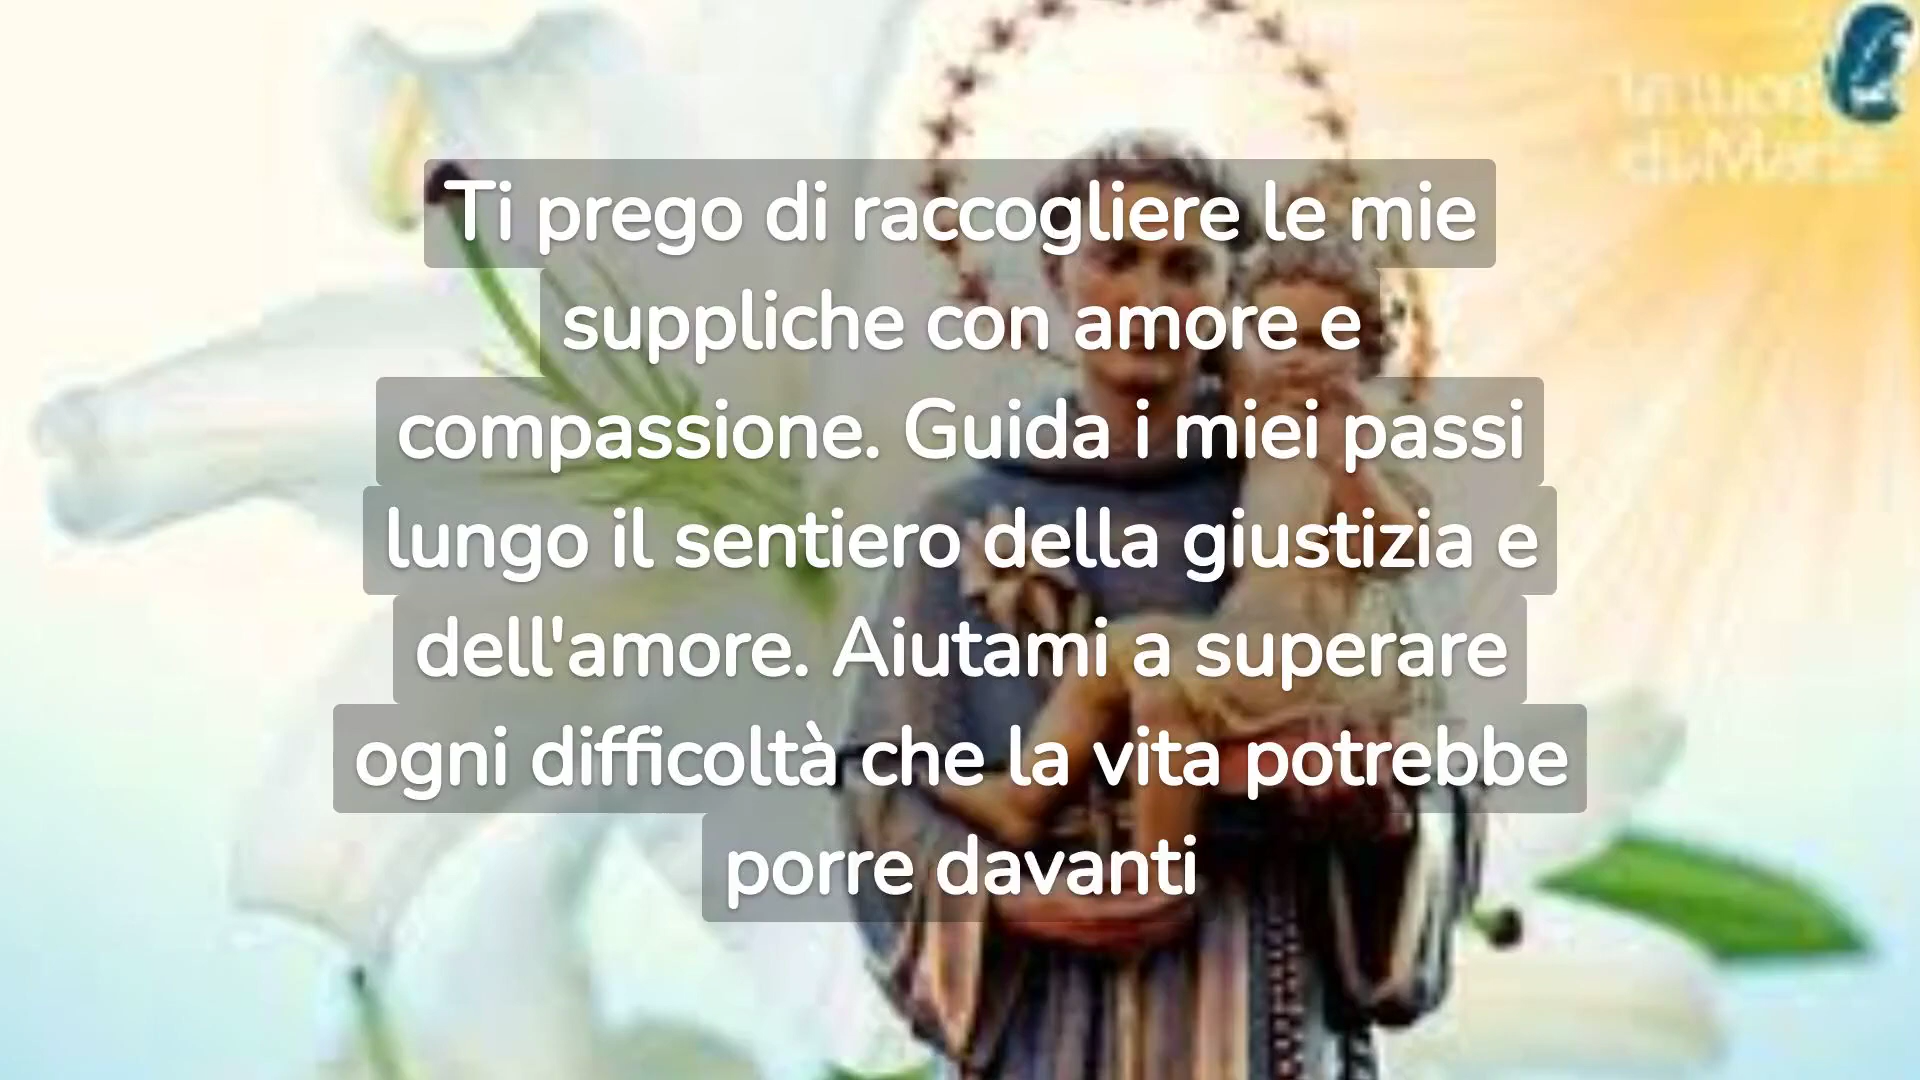 Ti prego di raccogliere le mie
suppliche con amore e
compassione. Guida i miei passi
lungo il sentiero della giustizia e
dell'amore. Aiutami a superare
ogni difficoltà che la vita potrebbe
porre davanti